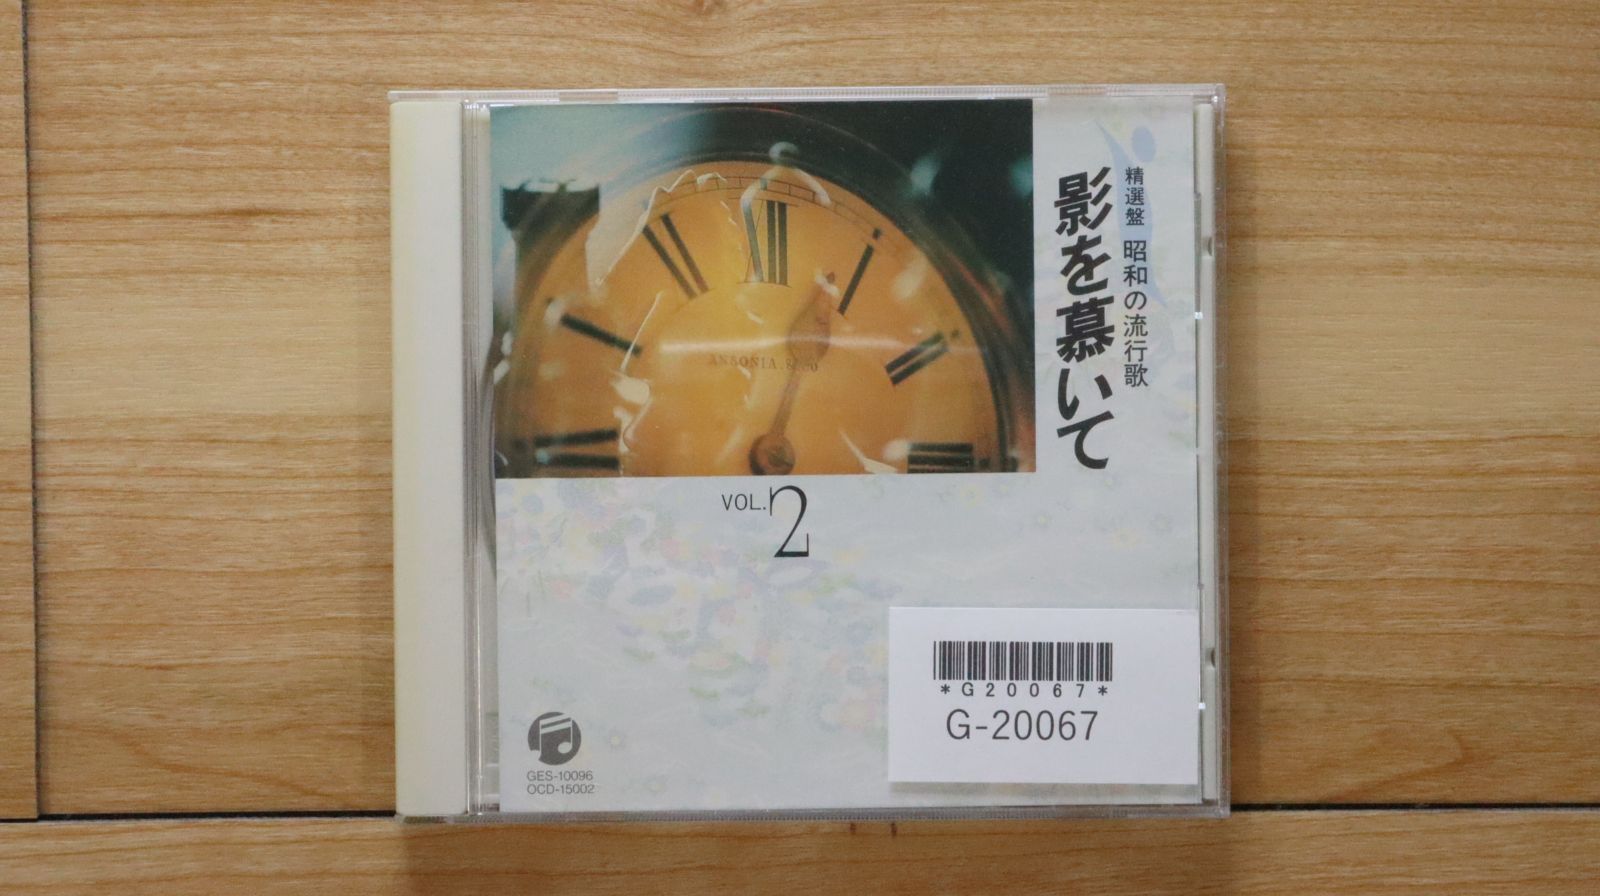 精選盤 昭和の流行歌
影を慕いて
XII
ANSONIA.
VOL.2
GES-10096
OCD-15002
*G20067*
G-20067